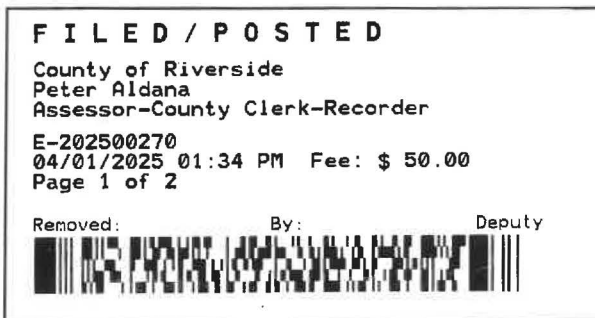 FILED/POSTED
County of Riverside
Peter Aldana
Assessor-County Clerk-Recorder
E-202500270
04/01/2025 01:34 PM Fee: $ 50.00
Page 1 of 2
Removed: By: Deputy